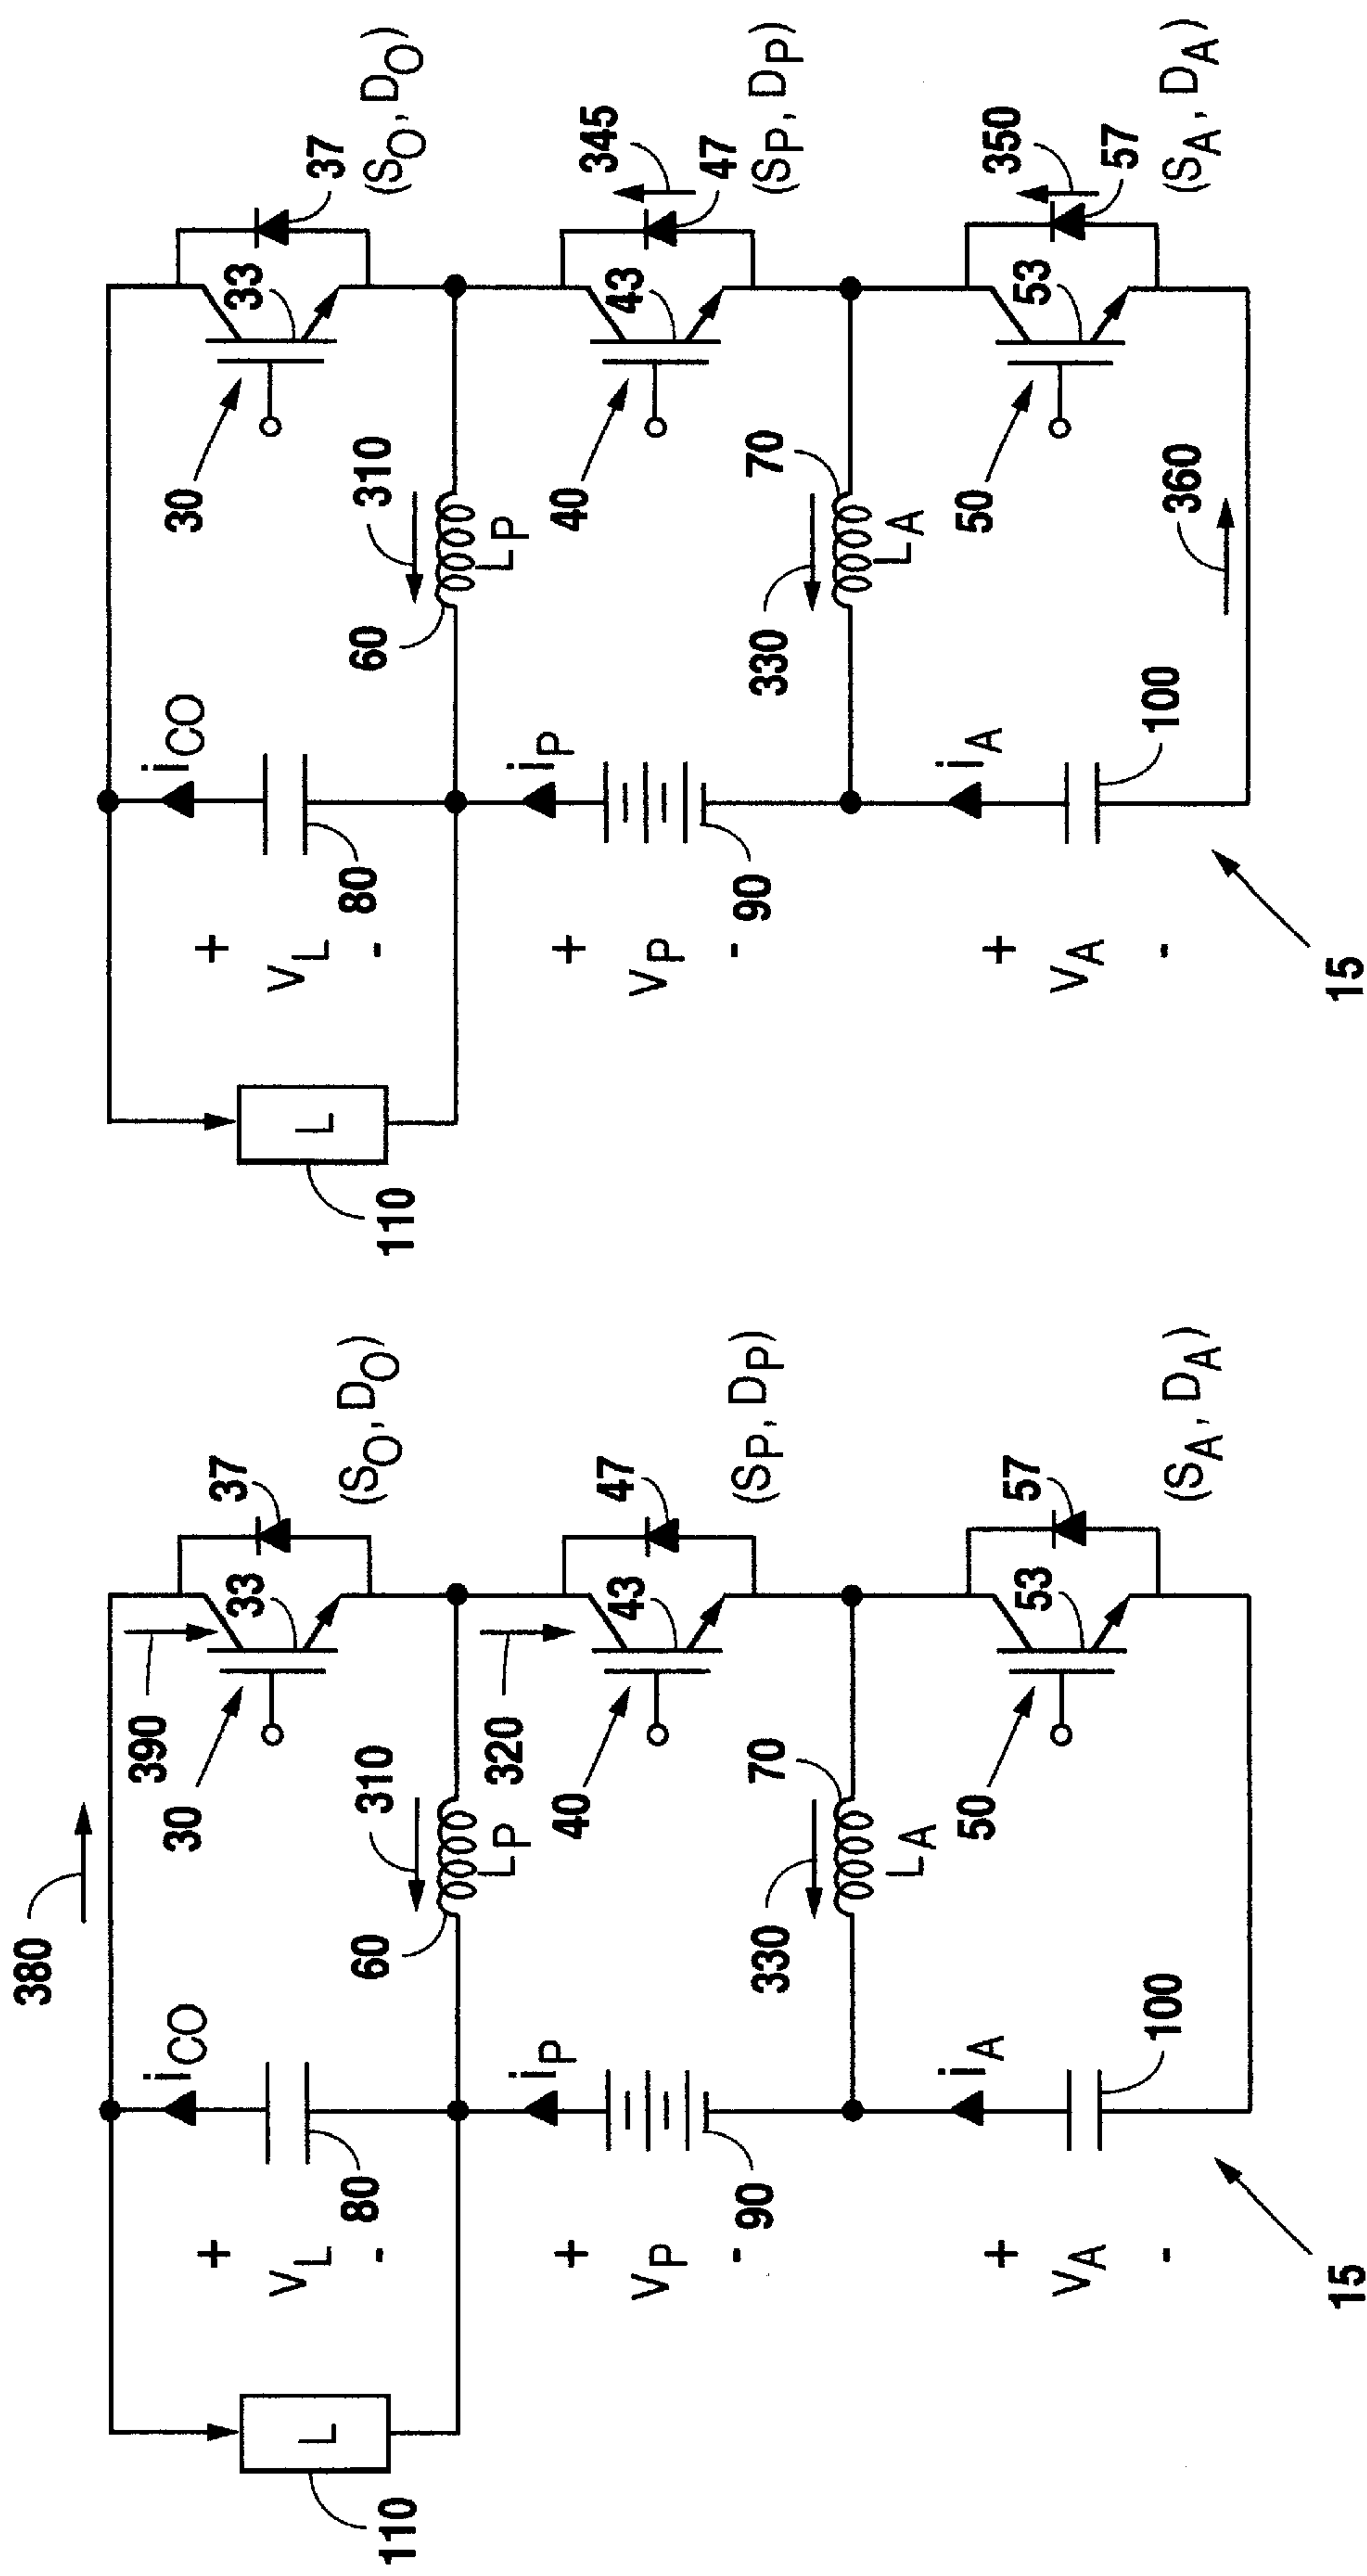 380
390
30
33
37
(S_O, D_O)
i_CO
80
+
V_L
-
L
110
310
60
L_P
320
40
43
47
(S_P, D_P)
i_P
90
+
V_P
-
70
330
L_A
50
53
57
(S_A, D_A)
i_A
100
+
V_A
-
15
30
33
37
(S_O, D_O)
i_CO
80
+
V_L
-
L
110
310
60
L_P
40
43
345
47
(S_P, D_P)
i_P
90
+
V_P
-
70
330
L_A
50
53
350
57
(S_A, D_A)
i_A
100
360
+
V_A
-
15